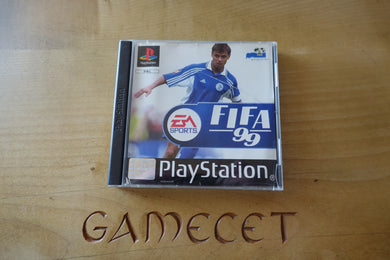 EA
SPORTS
FIFA
99
PlayStation
GAMECET